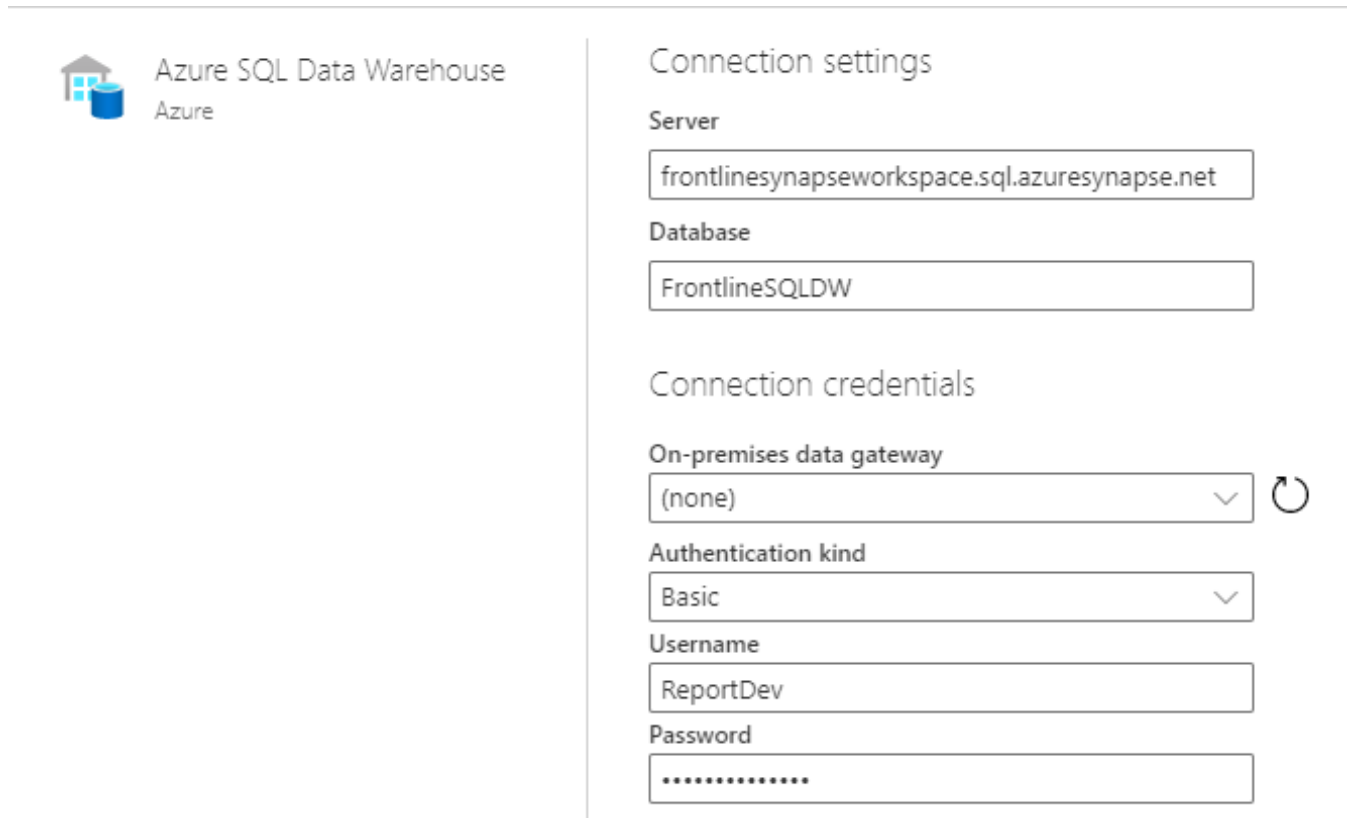 Azure SQL Data Warehouse
Azure
Connection settings
Server
frontlinesynapseworkspace.sql.azuresynapse.net
Database
FrontlineSQLDW
Connection credentials
On-premises data gateway
(none)
Authentication kind
Basic
Username
ReportDev
Password
••••••••••••••